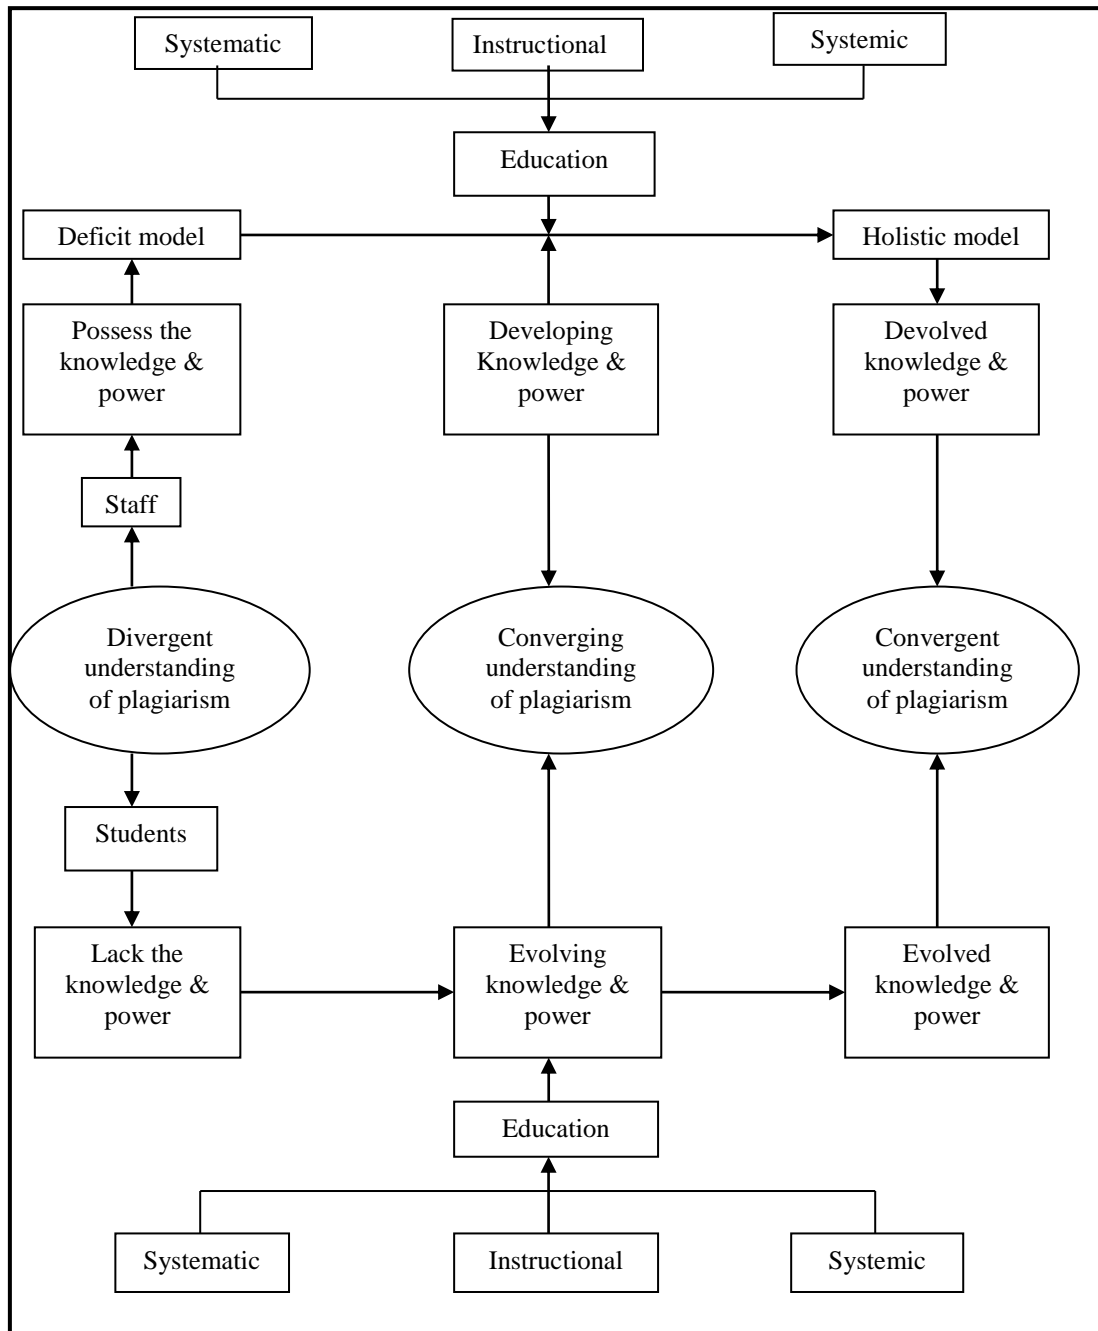 Systematic
Instructional
Systemic
Education
Deficit model
Holistic model
Possess the
knowledge &
power
Developing
Knowledge &
power
Devolved
knowledge &
power
Staff
Divergent
understanding
of plagiarism
Converging
understanding
of plagiarism
Convergent
understanding
of plagiarism
Students
Lack the
knowledge &
power
Evolving
knowledge &
power
Evolved
knowledge &
power
Education
Systematic
Instructional
Systemic